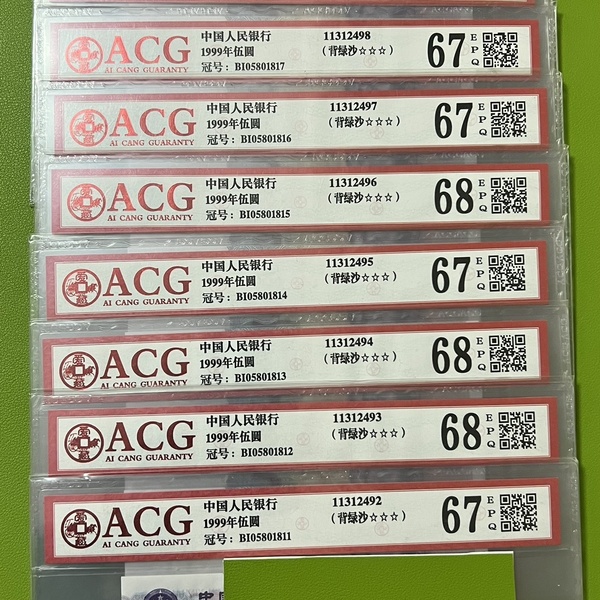 ACG
AI CANG GUARANTY
中国人民银行
1999年伍圆
冠号：BI05801817
11312498
（背绿沙☆☆☆）
67
EPQ
ACG
AI CANG GUARANTY
中国人民银行
1999年伍圆
冠号：BI05801816
11312497
（背绿沙☆☆☆）
67
EPQ
ACG
AI CANG GUARANTY
中国人民银行
1999年伍圆
冠号：BI05801815
11312496
（背绿沙☆☆☆）
68
EPQ
ACG
AI CANG GUARANTY
中国人民银行
1999年伍圆
冠号：BI05801814
11312495
（背绿沙☆☆☆）
67
EPQ
ACG
AI CANG GUARANTY
中国人民银行
1999年伍圆
冠号：BI05801813
11312494
（背绿沙☆☆☆）
68
EPQ
ACG
AI CANG GUARANTY
中国人民银行
1999年伍圆
冠号：BI05801812
11312493
（背绿沙☆☆☆）
68
EPQ
ACG
AI CANG GUARANTY
中国人民银行
1999年伍圆
冠号：BI05801811
11312492
（背绿沙☆☆☆）
67
EPQ